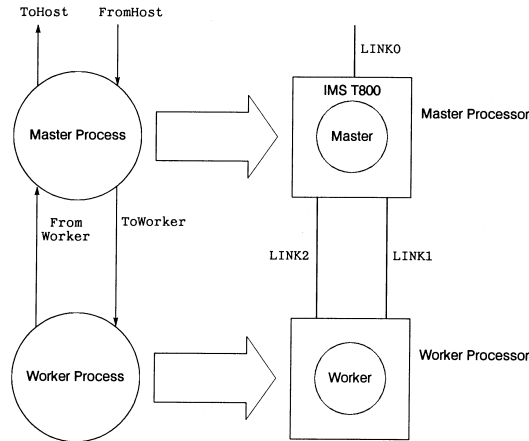 ToHost
FromHost
LINK0
IMS T800
Master Process
Master
Master Processor
From
Worker
ToWorker
LINK2
LINK1
Worker Process
Worker
Worker Processor